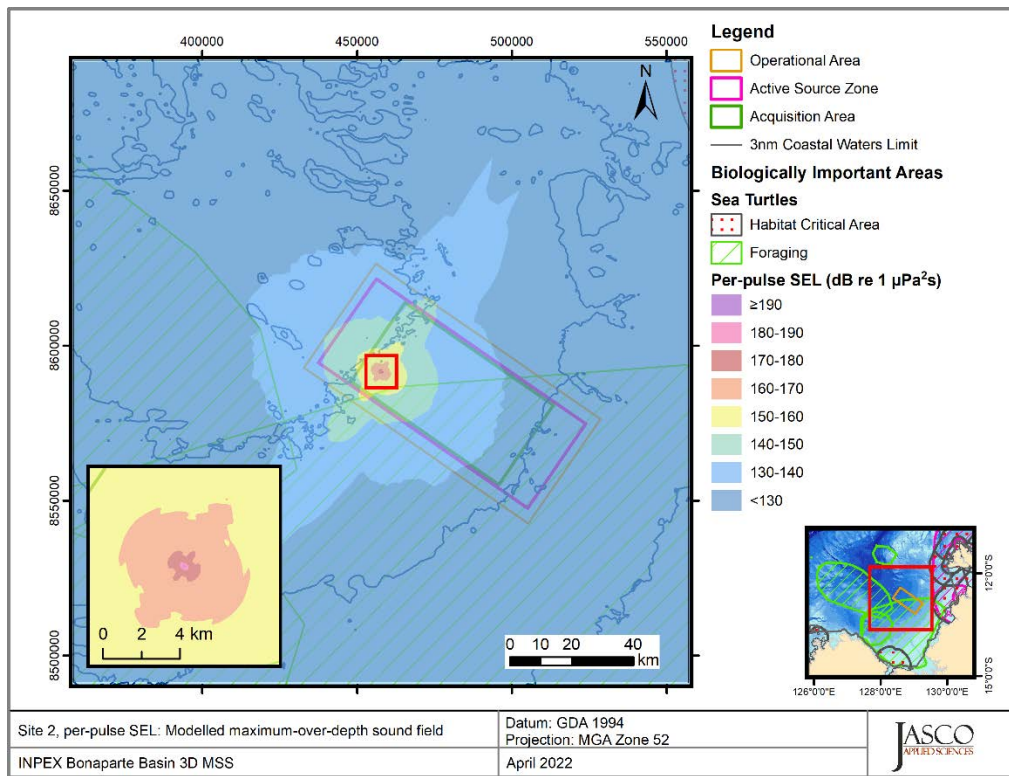 400000 450000 500000 550000
8650000
8600000
8550000
8500000
N
0 2 4 km
0 10 20 40
km
Legend
Operational Area
Active Source Zone
Acquisition Area
3nm Coastal Waters Limit
Biologically Important Areas
Sea Turtles
Habitat Critical Area
Foraging
Per-pulse SEL (dB re 1 µPa²s)
≥190
180-190
170-180
160-170
150-160
140-150
130-140
<130
12°0'0"S
15°0'0"S
126°0'0"E 128°0'0"E 130°0'0"E
Site 2, per-pulse SEL: Modelled maximum-over-depth sound field
Datum: GDA 1994
Projection: MGA Zone 52
INPEX Bonaparte Basin 3D MSS
April 2022
JASCO
APPLIED SCIENCES